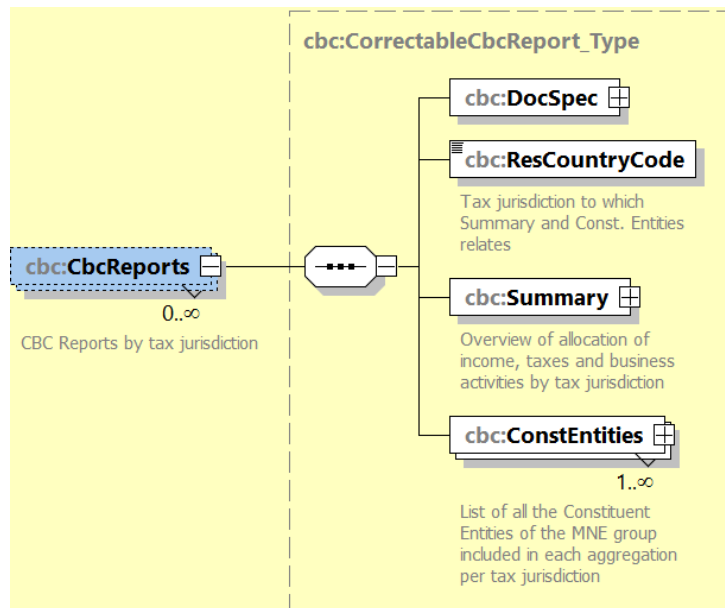 cbc:CorrectableCbcReport_Type
cbc:DocSpec
cbc:ResCountryCode
Tax jurisdiction to which
Summary and Const. Entities
relates
cbc:CbcReports
0..∞
CBC Reports by tax jurisdiction
cbc:Summary
Overview of allocation of
income, taxes and business
activities by tax jurisdiction
cbc:ConstEntities
1..∞
List of all the Constituent
Entities of the MNE group
included in each aggregation
per tax jurisdiction